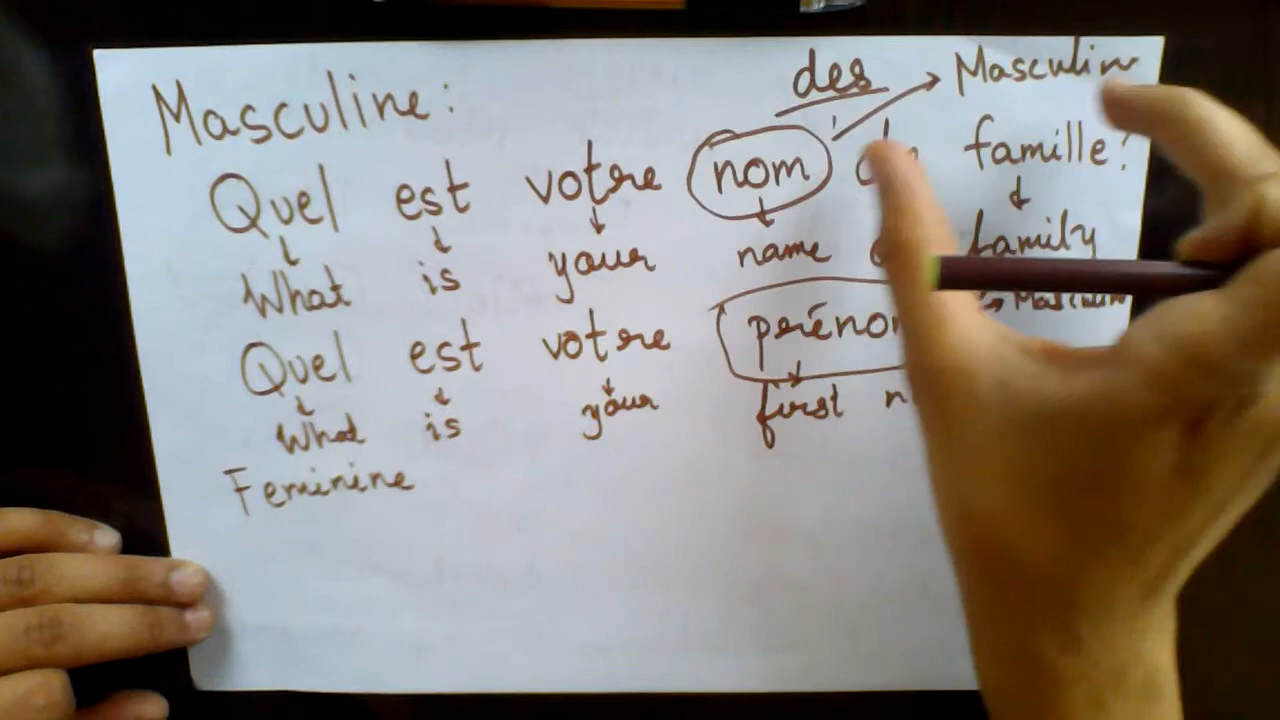 Masculine: des Masculin
Quel est votre nom famille?
What is your name family
Masculin
Quel est votre
What is your first
Feminine